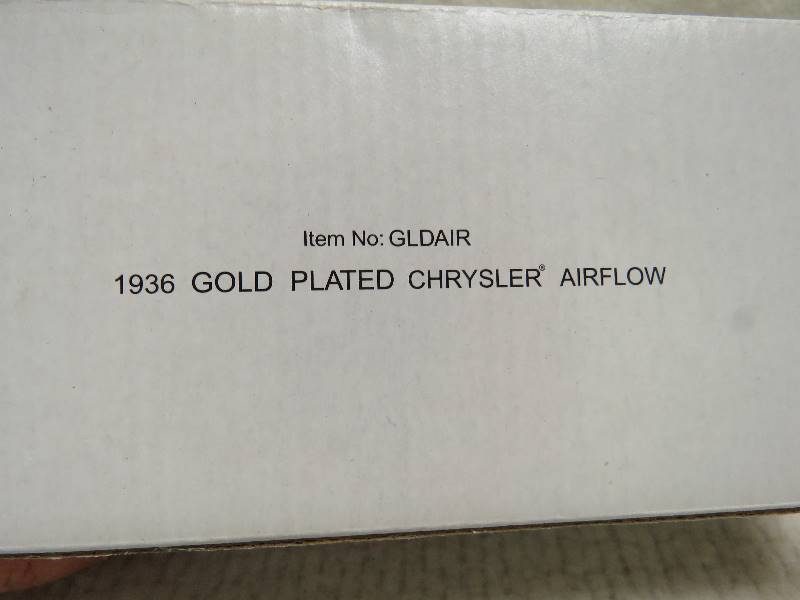 Item No: GLDAIR
1936 GOLD PLATED CHRYSLER® AIRFLOW